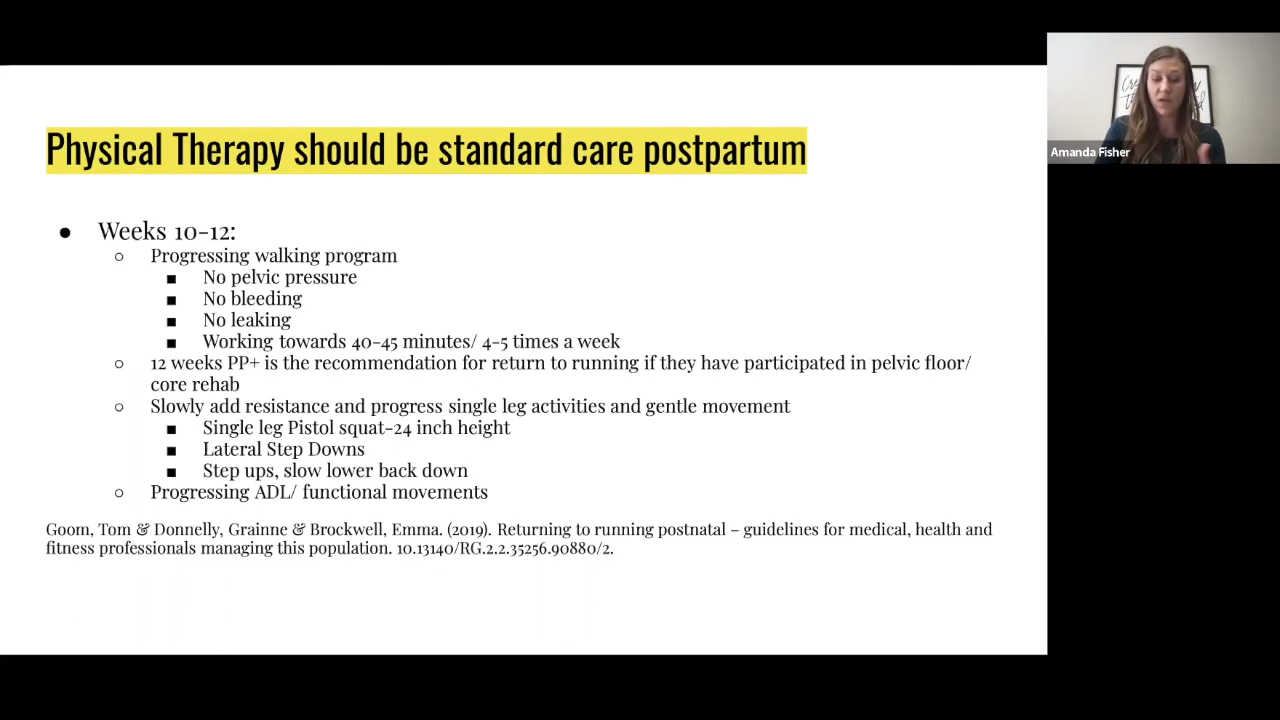 Physical Therapy should be standard care postpartum
● Weeks 10-12:
○ Progressing walking program
■ No pelvic pressure
■ No bleeding
■ No leaking
■ Working towards 40-45 minutes/ 4-5 times a week
○ 12 weeks PP+ is the recommendation for return to running if they have participated in pelvic floor/
core rehab
○ Slowly add resistance and progress single leg activities and gentle movement
■ Single leg Pistol squat-24 inch height
■ Lateral Step Downs
■ Step ups, slow lower back down
○ Progressing ADL/ functional movements
Goom, Tom & Donnelly, Grainne & Brockwell, Emma. (2019). Returning to running postnatal – guidelines for medical, health and
fitness professionals managing this population. 10.13140/RG.2.2.35256.90880/2.
Amanda Fisher